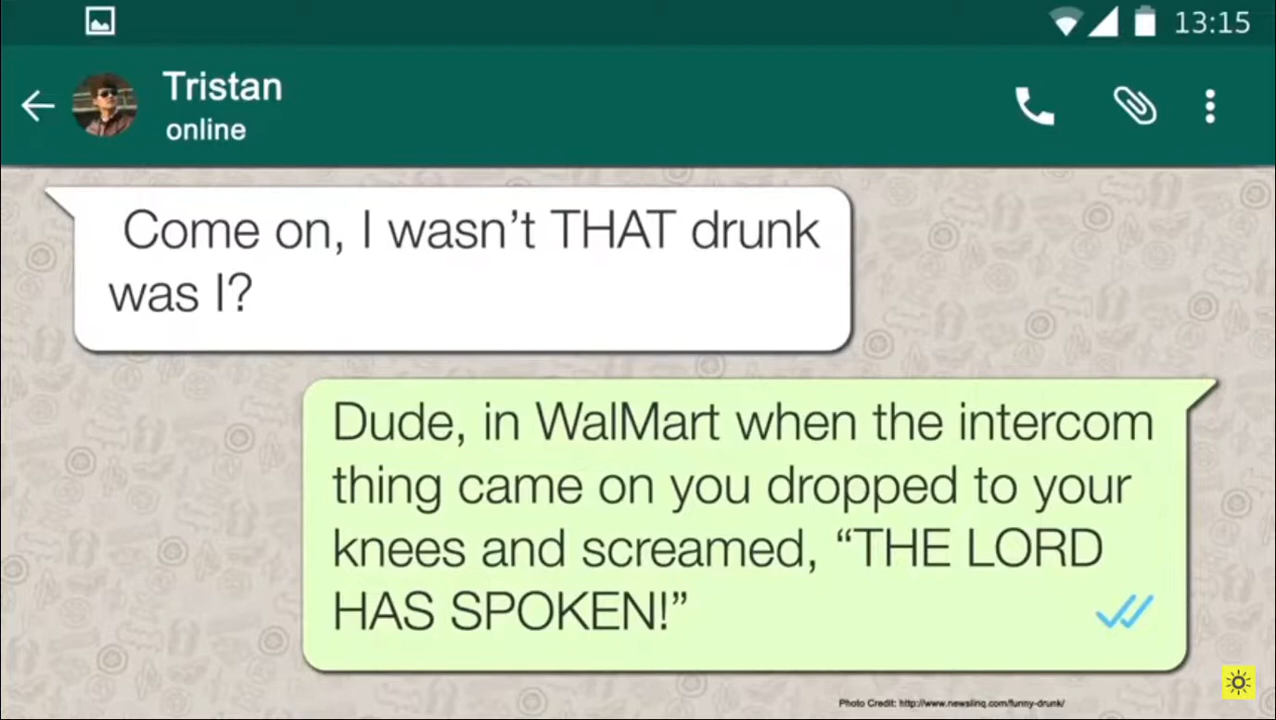 13:15
Tristan
online
Come on, I wasn’t THAT drunk
was I?
Dude, in WalMart when the intercom
thing came on you dropped to your
knees and screamed, “THE LORD
HAS SPOKEN!”
Photo Credit: http://www.newslinq.com/funny-drunk/